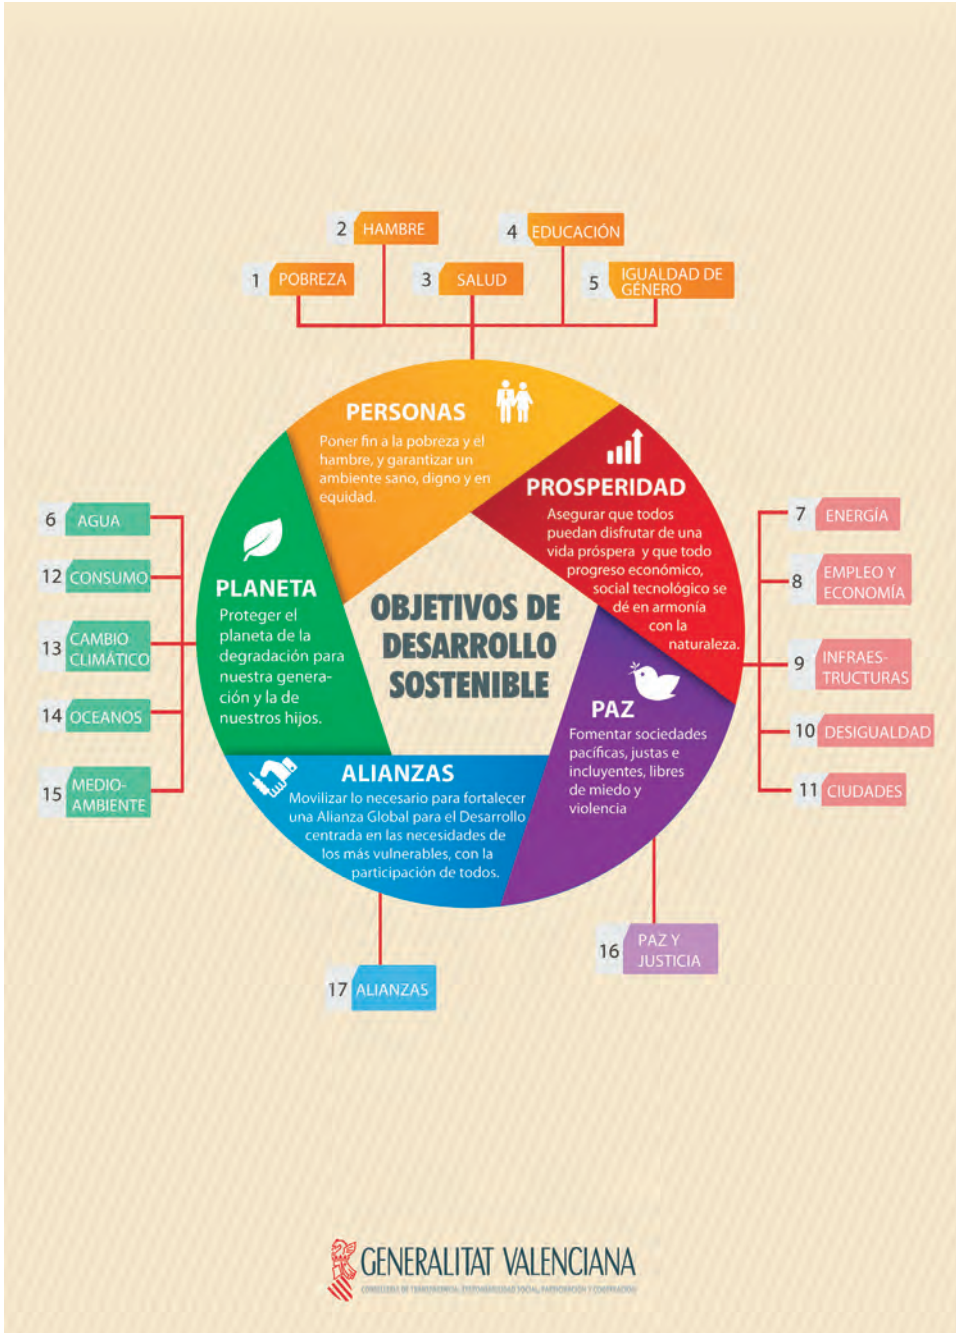 2 HAMBRE
4 EDUCACIÓN
1 POBREZA
3 SALUD
5 IGUALDAD DE
GÉNERO
PERSONAS
Poner fin a la pobreza y el
hambre, y garantizar un
ambiente sano, digno y en
equidad.
PROSPERIDAD
Asegurar que todos
puedan disfrutar de una
vida próspera y que todo
progreso económico,
social tecnológico se
dé en armonía
con la
naturaleza.
7 ENERGÍA
8 EMPLEO Y
ECONOMÍA
9 INFRAES-
TRUCTURAS
10 DESIGUALDAD
11 CIUDADES
6 AGUA
12 CONSUMO
13 CAMBIO
CLIMÁTICO
14 OCEANOS
15 MEDIO-
AMBIENTE
PLANETA
Proteger el
planeta de la
degradación para
nuestra genera-
ción y la de
nuestros hijos.
OBJETIVOS DE
DESARROLLO
SOSTENIBLE
PAZ
Fomentar sociedades
pacíficas, justas e
incluyentes, libres
de miedo y
violencia
ALIANZAS
Movilizar lo necesario para fortalecer
una Alianza Global para el Desarrollo
centrada en las necesidades de
los más vulnerables, con la
participación de todos.
16 PAZ Y
JUSTICIA
17 ALIANZAS
GENERALITAT VALENCIANA
CONSELLERIA DE TRANSPARENCIA, RESPONSABILIDAD SOCIAL, PARTICIPACIÓN Y COOPERACIÓN